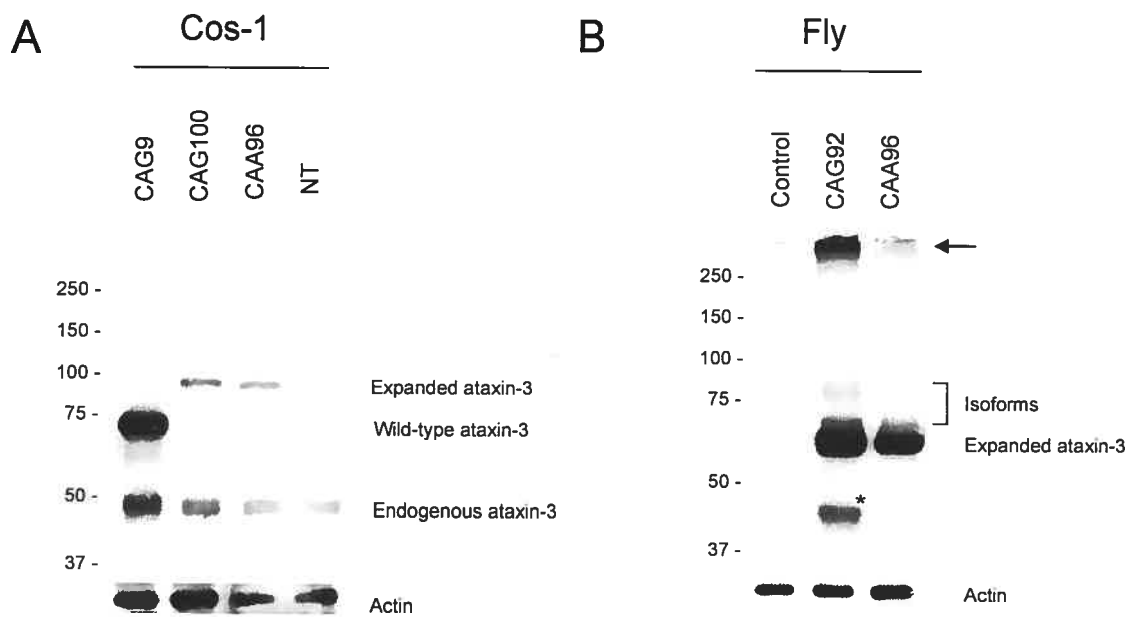 A
Cos-1
CAG9
CAG100
CAA96
NT
250 -
150 -
100 -
75 -
50 -
37 -
Expanded ataxin-3
Wild-type ataxin-3
Endogenous ataxin-3
Actin
B
Fly
Control
CAG92
CAA96
250 -
150 -
100 -
75 -
50 -
37 -
Isoforms
Expanded ataxin-3
*
Actin